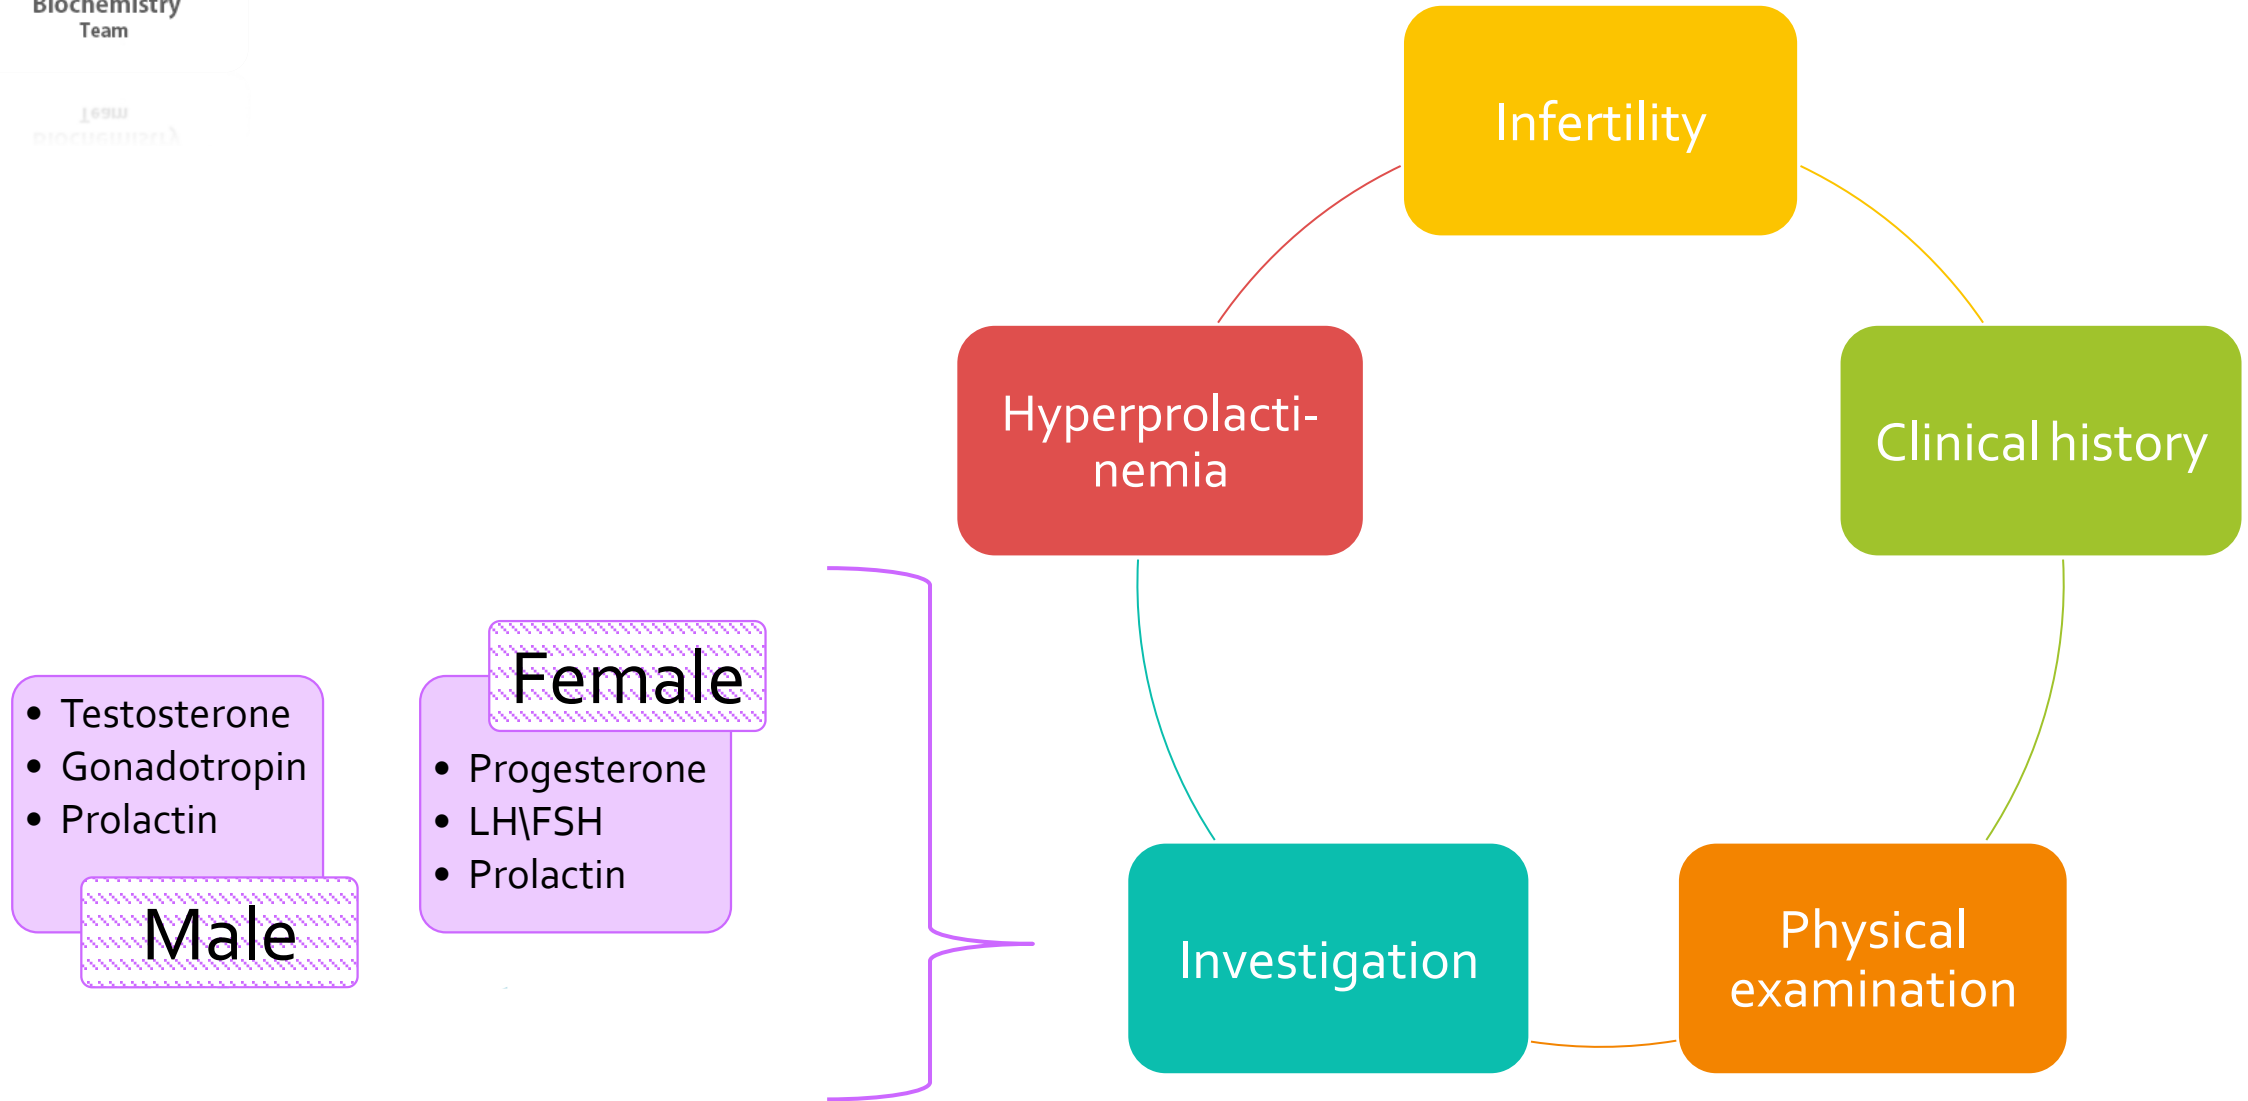 Biochemistry
Team
Infertility
Hyperprolacti-
nemia
Clinical history
Female
• Testosterone
• Gonadotropin
• Prolactin
• Progesterone
• LH\FSH
• Prolactin
Male
Investigation
Physical
examination